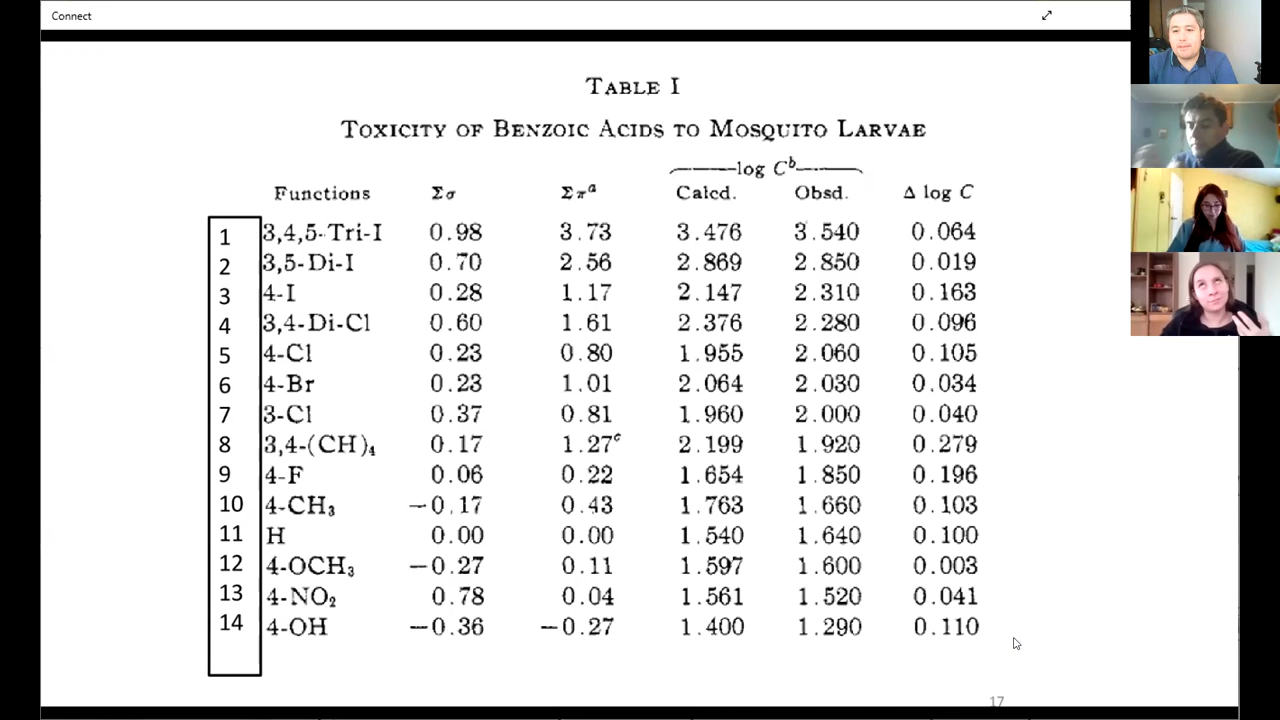 Connect
TABLE I
TOXICITY OF BENZOIC ACIDS TO MOSQUITO LARVAE
log C^b
Functions Σσ Σπ^a Calcd. Obsd. Δ log C
1 3,4,5-Tri-I 0.98 3.73 3.476 3.540 0.064
2 3,5-Di-I 0.70 2.56 2.869 2.850 0.019
3 4-I 0.28 1.17 2.147 2.310 0.163
4 3,4-Di-Cl 0.60 1.61 2.376 2.280 0.096
5 4-Cl 0.23 0.80 1.955 2.060 0.105
6 4-Br 0.23 1.01 2.064 2.030 0.034
7 3-Cl 0.37 0.81 1.960 2.000 0.040
8 3,4-(CH)₄ 0.17 1.27^c 2.199 1.920 0.279
9 4-F 0.06 0.22 1.654 1.850 0.196
10 4-CH₃ −0.17 0.43 1.763 1.660 0.103
11 H 0.00 0.00 1.540 1.640 0.100
12 4-OCH₃ −0.27 0.11 1.597 1.600 0.003
13 4-NO₂ 0.78 0.04 1.561 1.520 0.041
14 4-OH −0.36 −0.27 1.400 1.290 0.110
17